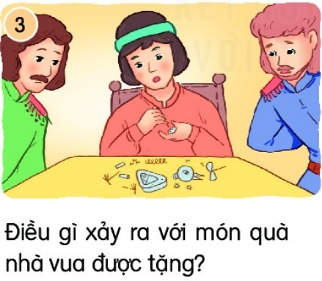 3
Điều gì xảy ra với món quà
nhà vua được tặng?